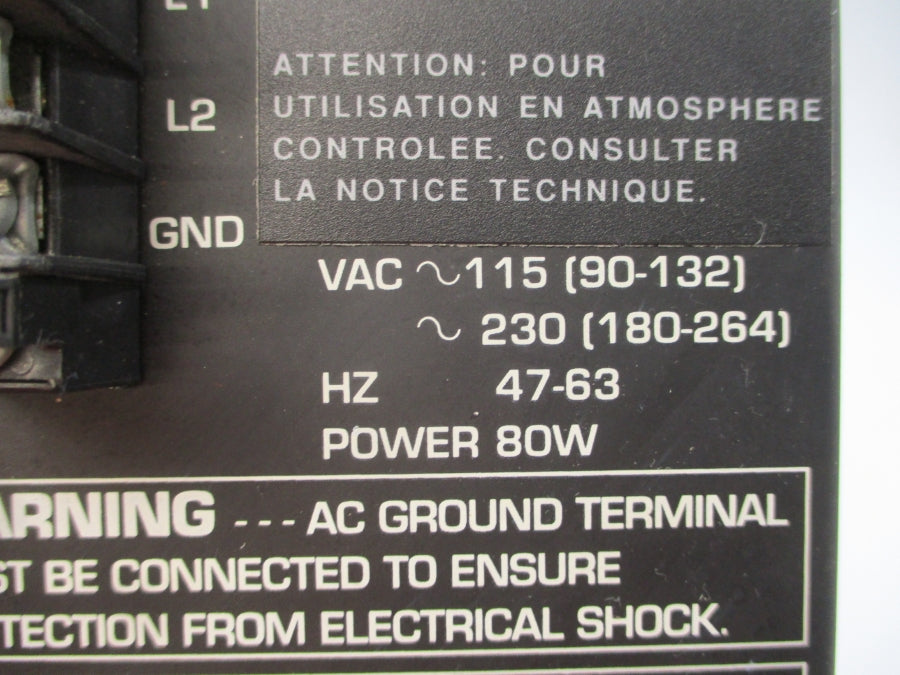 L1
L2
GND
ATTENTION: POUR
UTILISATION EN ATMOSPHERE
CONTROLEE. CONSULTER
LA NOTICE TECHNIQUE.
VAC ~115 (90-132)
~ 230 (180-264)
HZ 47-63
POWER 80W
ARNING --- AC GROUND TERMINAL
ST BE CONNECTED TO ENSURE
TECTION FROM ELECTRICAL SHOCK.